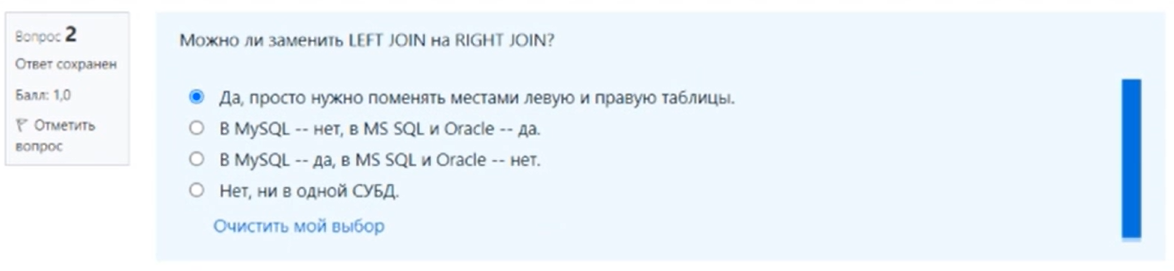 Вопрос 2
Ответ сохранен
Балл: 1,0
Отметить
вопрос
Можно ли заменить LEFT JOIN на RIGHT JOIN?
Да, просто нужно поменять местами левую и правую таблицы.
В MySQL -- нет, в MS SQL и Oracle -- да.
В MySQL -- да, в MS SQL и Oracle -- нет.
Нет, ни в одной СУБД.
Очистить мой выбор